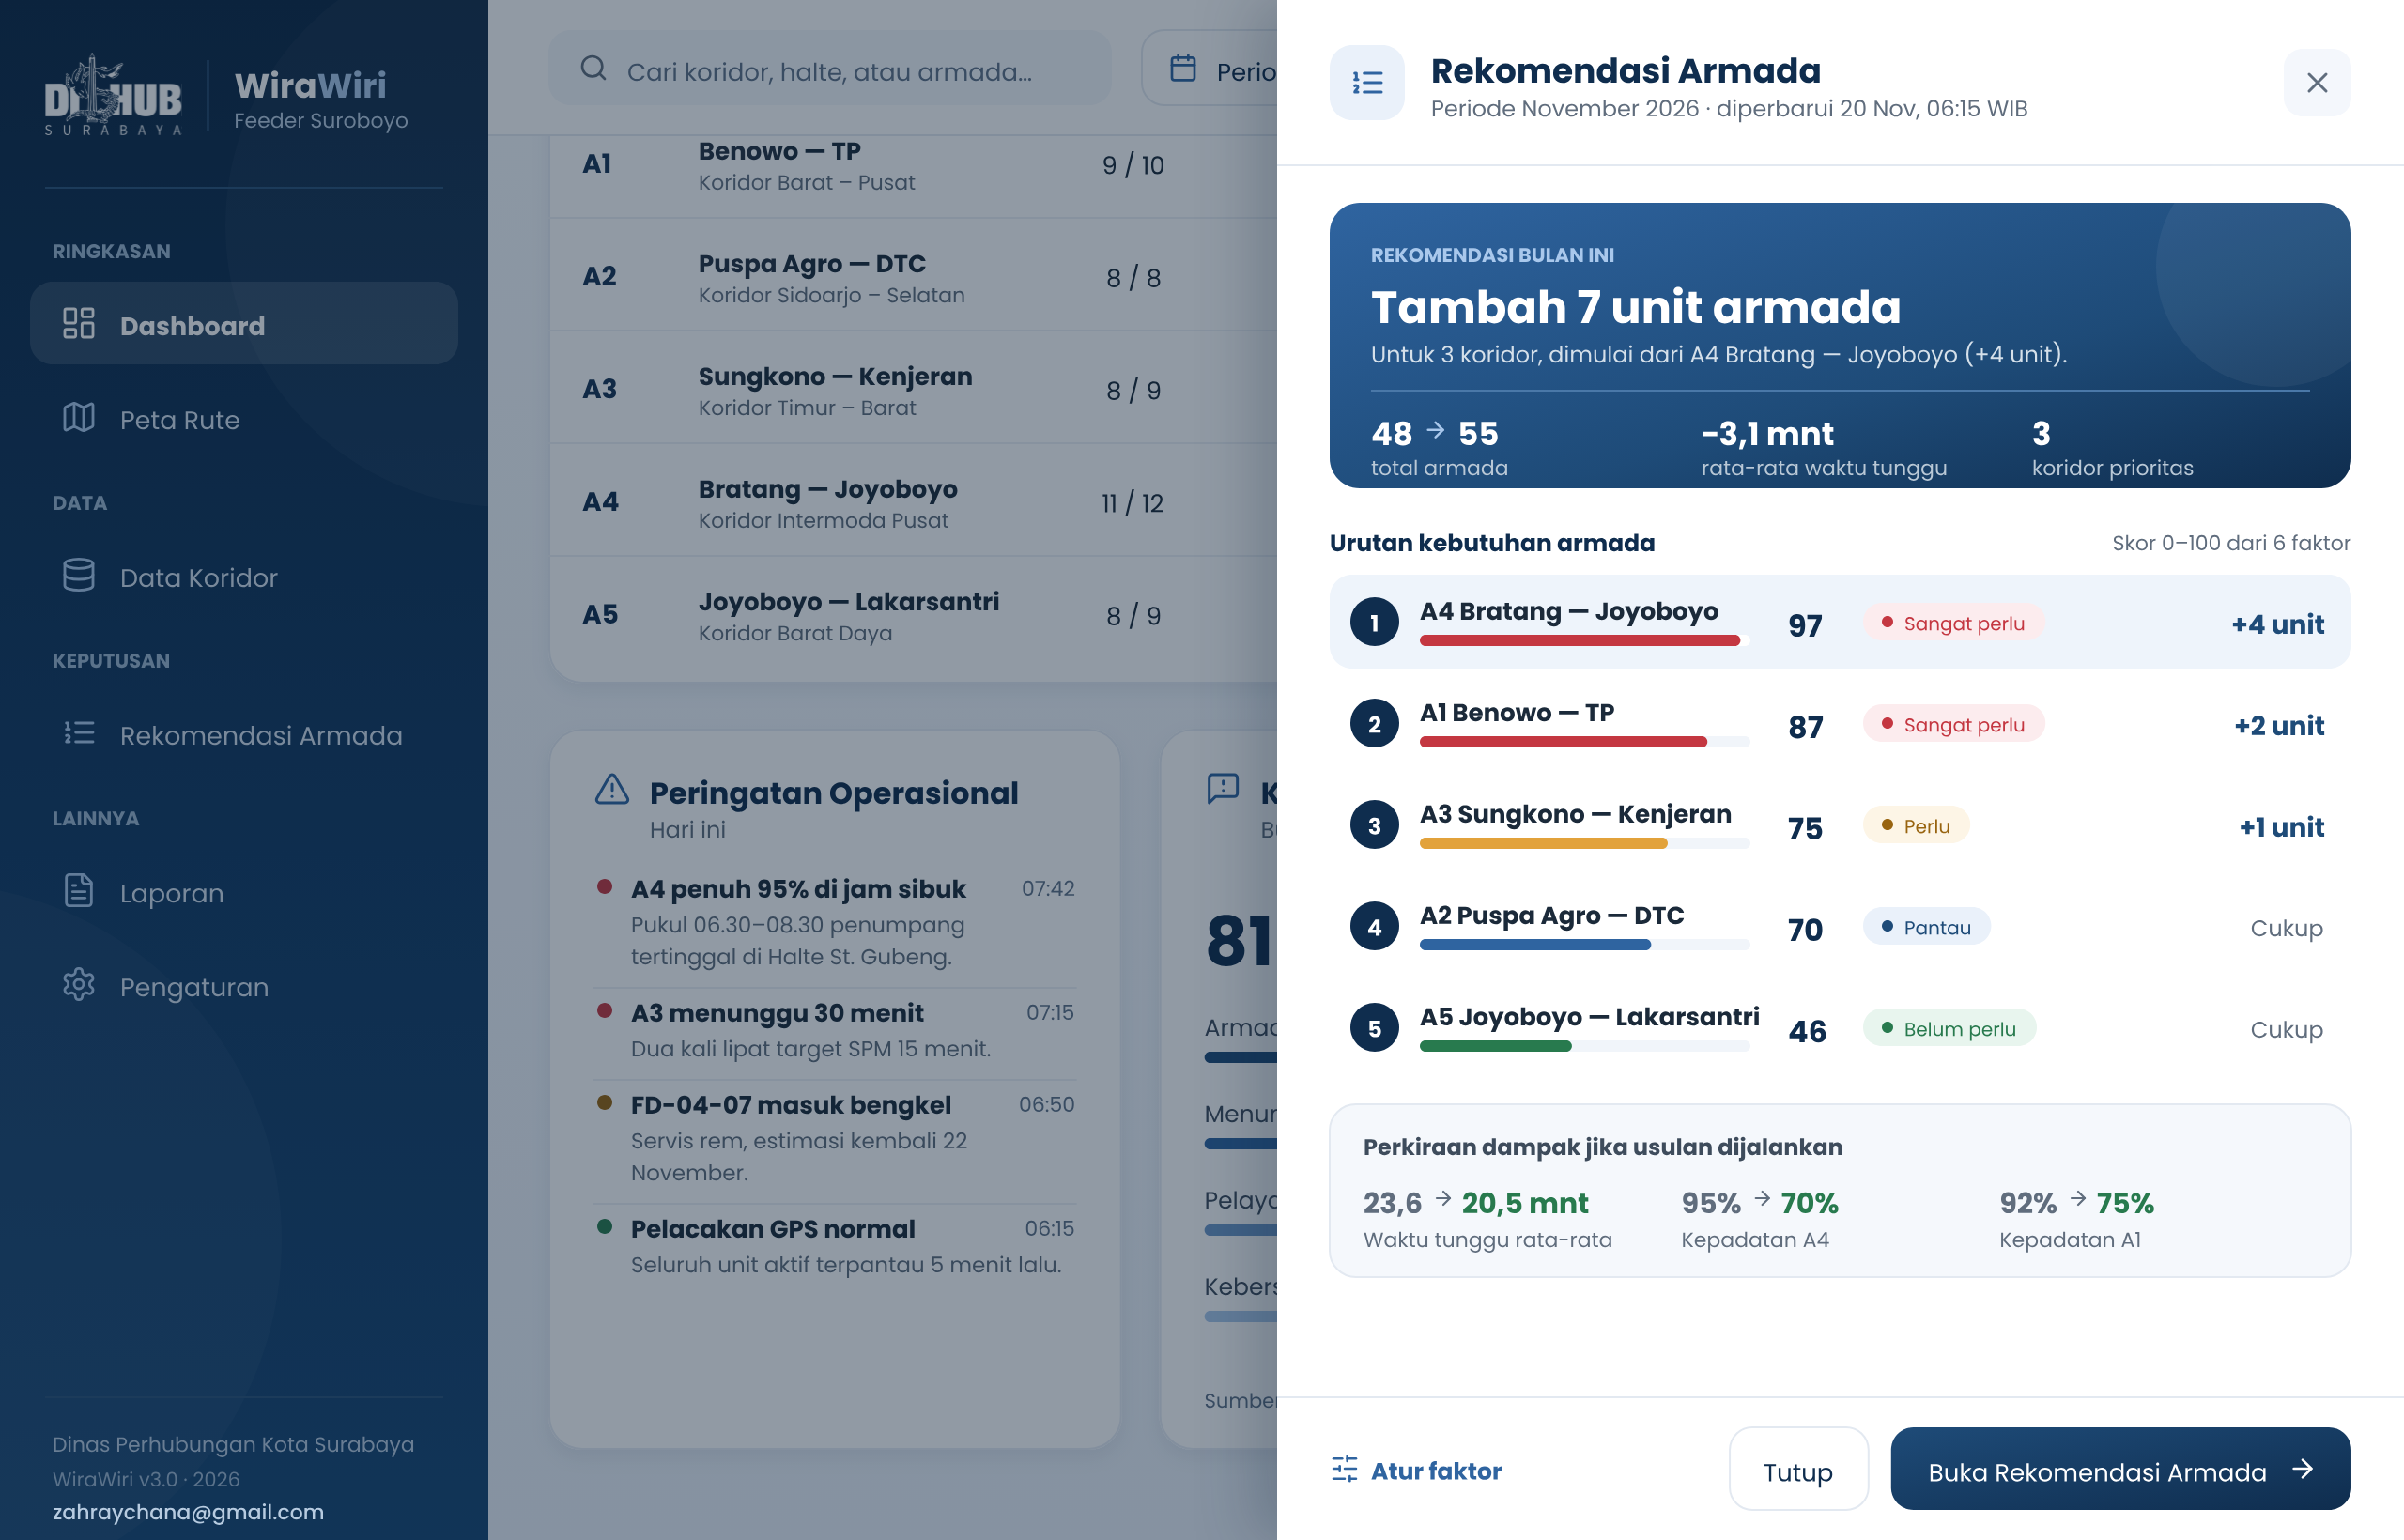 DISHUB
SURABAYA
WiraWiri
Feeder Suroboyo
RINGKASAN
Dashboard
Peta Rute
DATA
Data Koridor
KEPUTUSAN
Rekomendasi Armada
LAINNYA
Laporan
Pengaturan
Dinas Perhubungan Kota Surabaya
WiraWiri v3.0 · 2026
zahraychana@gmail.com
Cari koridor, halte, atau armada...
A1 Benowo — TP 9 / 10
Koridor Barat – Pusat
A2 Puspa Agro — DTC 8 / 8
Koridor Sidoarjo – Selatan
A3 Sungkono — Kenjeran 8 / 9
Koridor Timur – Barat
A4 Bratang — Joyoboyo 11 / 12
Koridor Intermoda Pusat
A5 Joyoboyo — Lakarsantri 8 / 9
Koridor Barat Daya
Peringatan Operasional
Hari ini
A4 penuh 95% di jam sibuk 07:42
Pukul 06.30–08.30 penumpang
tertinggal di Halte St. Gubeng.
A3 menunggu 30 menit 07:15
Dua kali lipat target SPM 15 menit.
FD-04-07 masuk bengkel 06:50
Servis rem, estimasi kembali 22
November.
Pelacakan GPS normal 06:15
Seluruh unit aktif terpantau 5 menit lalu.
81
Rekomendasi Armada
Periode November 2026 · diperbarui 20 Nov, 06:15 WIB
REKOMENDASI BULAN INI
Tambah 7 unit armada
Untuk 3 koridor, dimulai dari A4 Bratang — Joyoboyo (+4 unit).
48 → 55
total armada
−3,1 mnt
rata-rata waktu tunggu
3
koridor prioritas
Urutan kebutuhan armada
Skor 0–100 dari 6 faktor
1 A4 Bratang — Joyoboyo 97 Sangat perlu +4 unit
2 A1 Benowo — TP 87 Sangat perlu +2 unit
3 A3 Sungkono — Kenjeran 75 Perlu +1 unit
4 A2 Puspa Agro — DTC 70 Pantau Cukup
5 A5 Joyoboyo — Lakarsantri 46 Belum perlu Cukup
Perkiraan dampak jika usulan dijalankan
23,6 → 20,5 mnt
Waktu tunggu rata-rata
95% → 70%
Kepadatan A4
92% → 75%
Kepadatan A1
Atur faktor
Tutup
Buka Rekomendasi Armada →